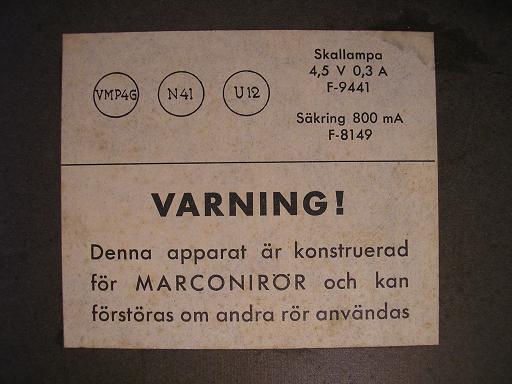 VMP4G N41 U12
Skallampa
4,5 V 0,3 A
F-9441
Säkring 800 mA
F-8149
VARNING!
Denna apparat är konstruerad
för MARCONIRÖR och kan
förstöras om andra rör användas